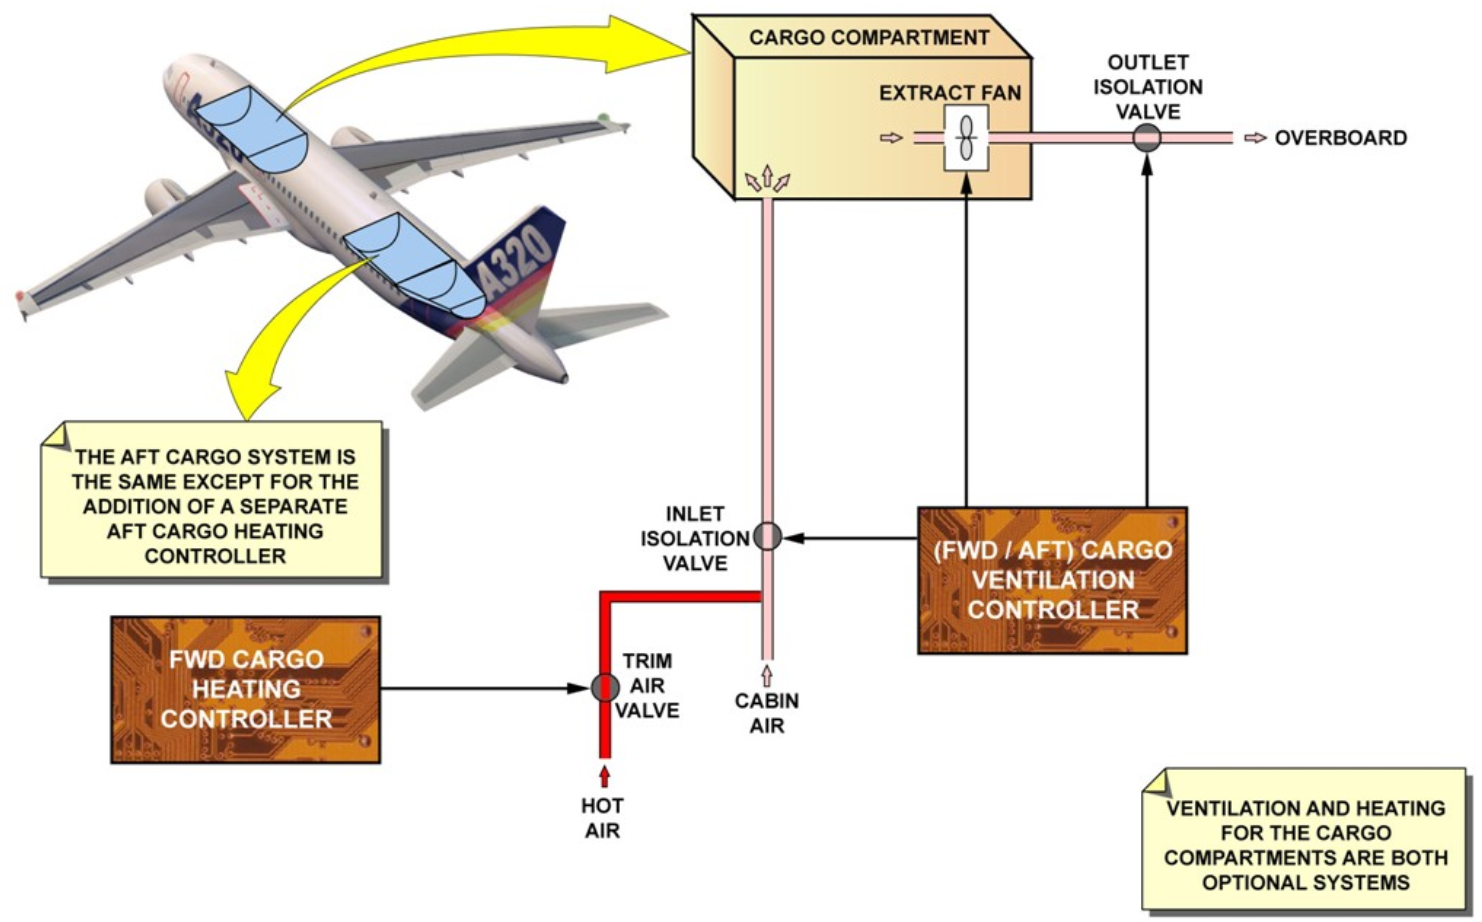 CARGO COMPARTMENT
EXTRACT FAN
OUTLET
ISOLATION
VALVE
OVERBOARD
A320
A320
THE AFT CARGO SYSTEM IS
THE SAME EXCEPT FOR THE
ADDITION OF A SEPARATE
AFT CARGO HEATING
CONTROLLER
INLET
ISOLATION
VALVE
(FWD / AFT) CARGO
VENTILATION
CONTROLLER
FWD CARGO
HEATING
CONTROLLER
TRIM
AIR
VALVE
CABIN
AIR
HOT
AIR
VENTILATION AND HEATING
FOR THE CARGO
COMPARTMENTS ARE BOTH
OPTIONAL SYSTEMS